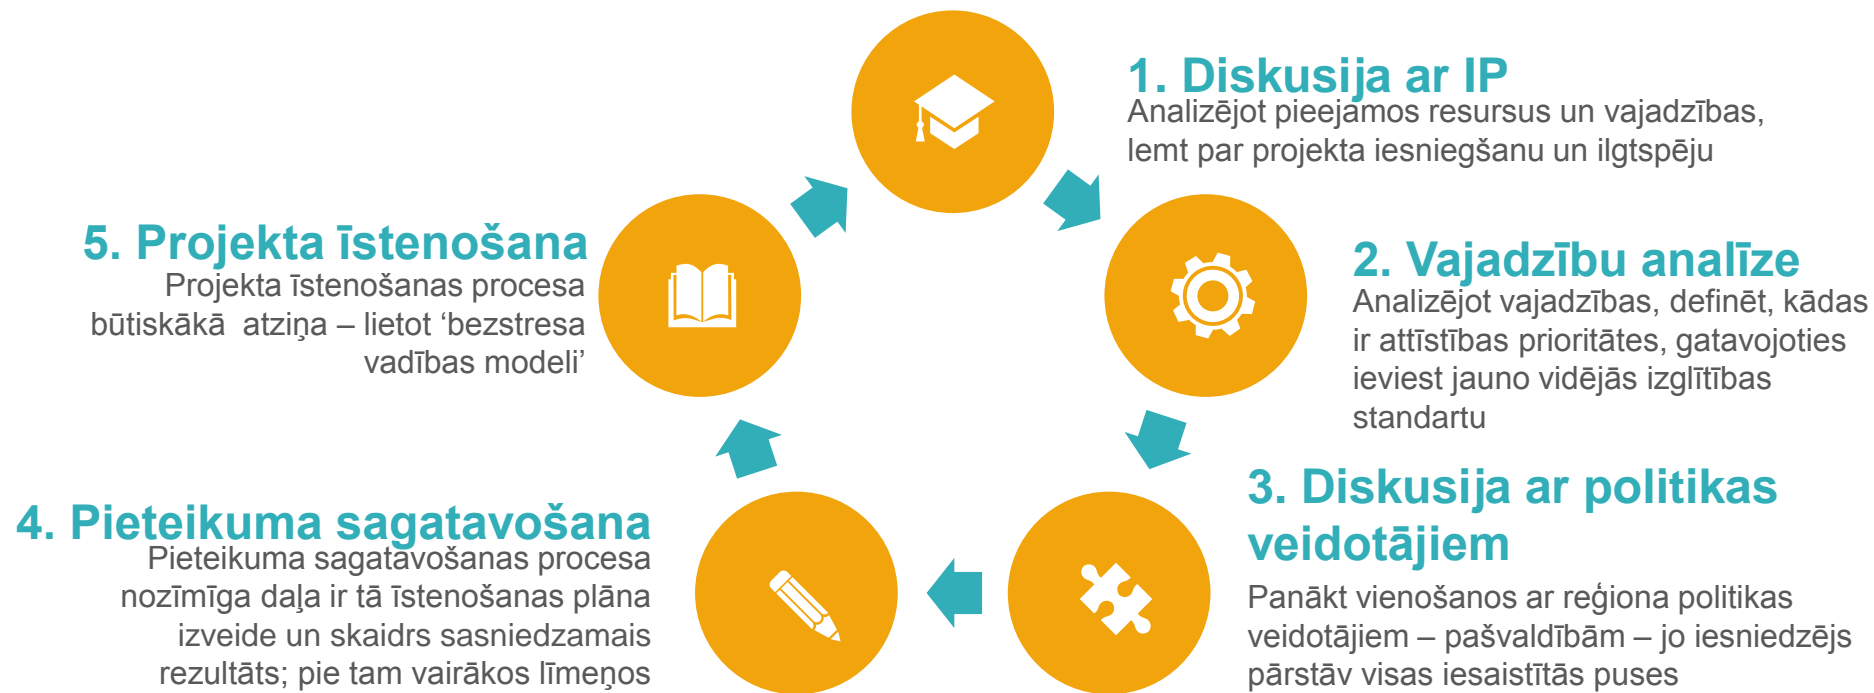 1. Diskusija ar IP
Analizējot pieejamos resursus un vajadzības,
lemt par projekta iesniegšanu un ilgtspēju
2. Vajadzību analīze
Analizējot vajadzības, definēt, kādas
ir attīstības prioritātes, gatavojoties
ieviest jauno vidējās izglītības
standartu
3. Diskusija ar politikas
veidotājiem
Panākt vienošanos ar reģiona politikas
veidotājiem – pašvaldībām – jo iesniedzējs
pārstāv visas iesaistītās puses
4. Pieteikuma sagatavošana
Pieteikuma sagatavošanas procesa
nozīmīga daļa ir tā īstenošanas plāna
izveide un skaidrs sasniedzamais
rezultāts; pie tam vairākos līmeņos
5. Projekta īstenošana
Projekta īstenošanas procesa
būtiskākā atziņa – lietot ‘bezstresa
vadības modeli’